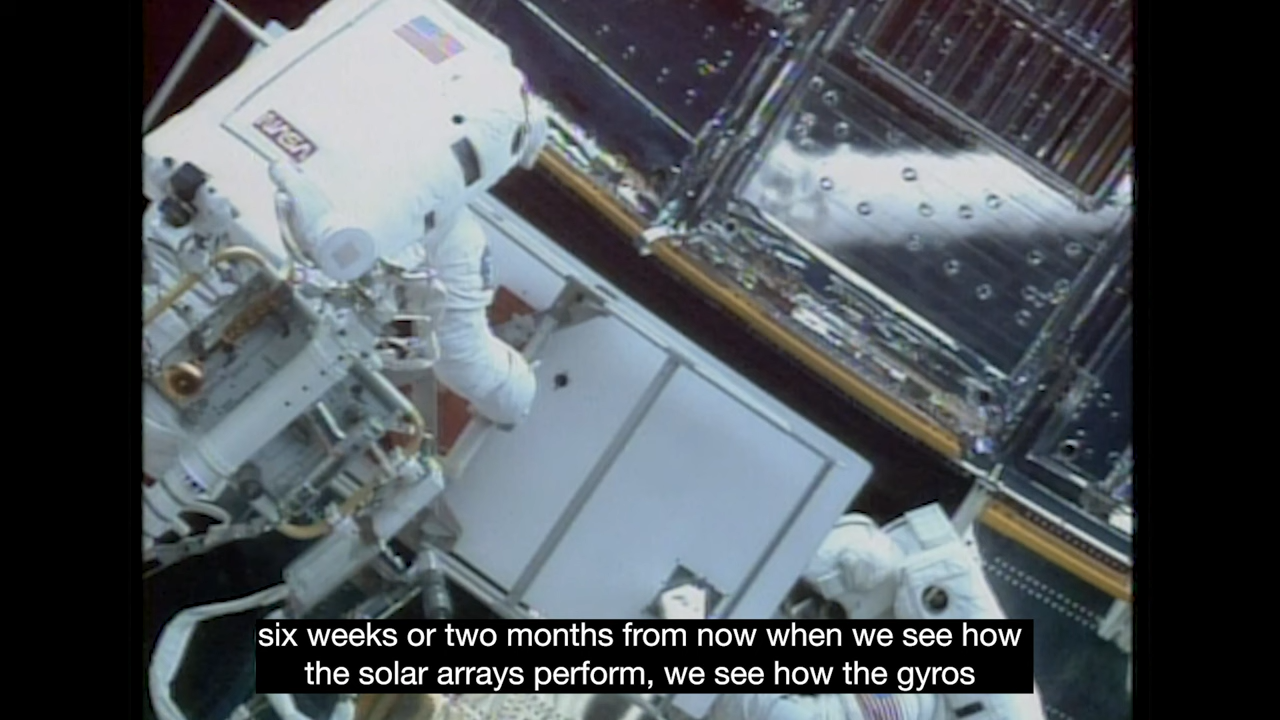 NASA
six weeks or two months from now when we see how
the solar arrays perform, we see how the gyros